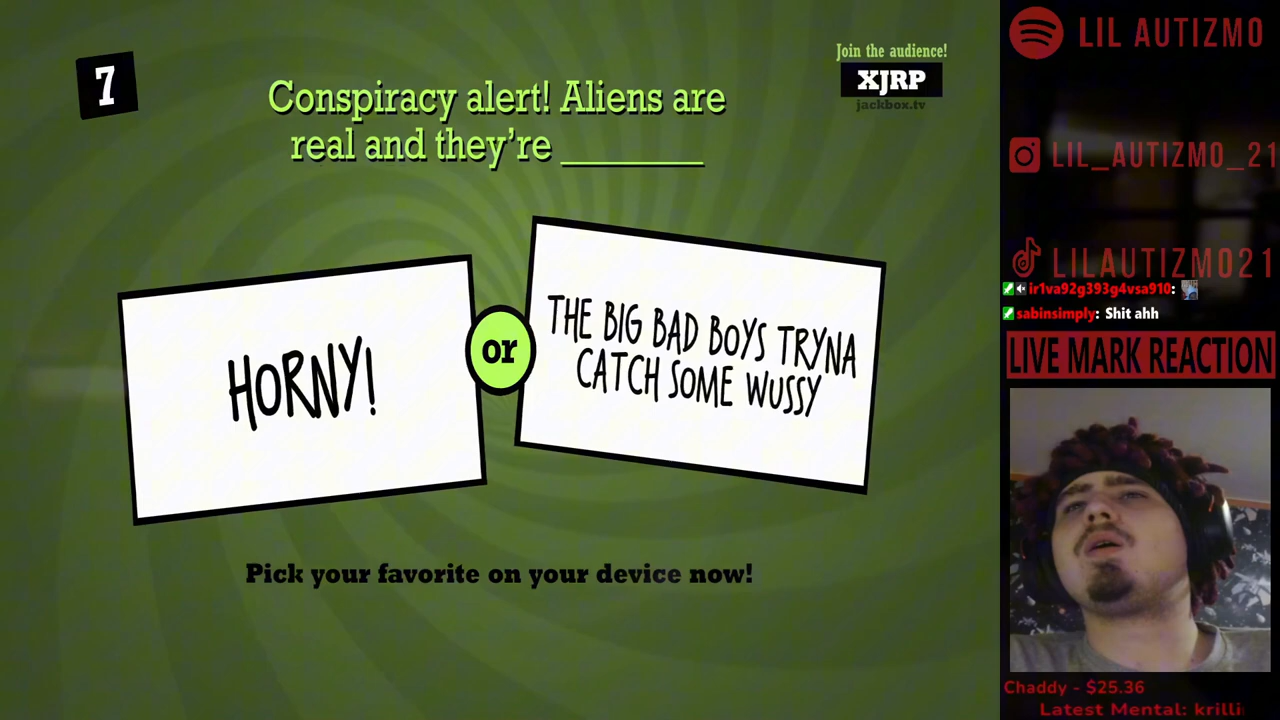 7
Conspiracy alert! Aliens are
real and they're ________
Join the audience!
XJRP
jackbox.tv
HORNY!
or
THE BIG BAD BOYS TRYNA
CATCH SOME WUSSY
Pick your favorite on your device now!
LIL AUTIZMO
LIL_AUTIZMO_21
LILAUTIZMO21
ir1va92g393g4vsa910:
sabinsimply: Shit ahh
LIVE MARK REACTION
Chaddy - $25.36
Latest Mental: krilli